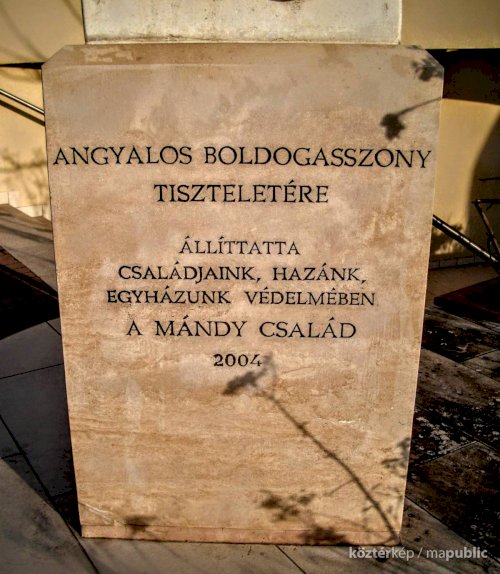 ANGYALOS BOLDOGASSZONY
TISZTELETÉRE
ÁLLÍTTATTA
CSALÁDJAINK, HAZÁNK,
EGYHÁZUNK VÉDELMÉBEN
A MÁNDY CSALÁD
2004
köztérkép / mapublic